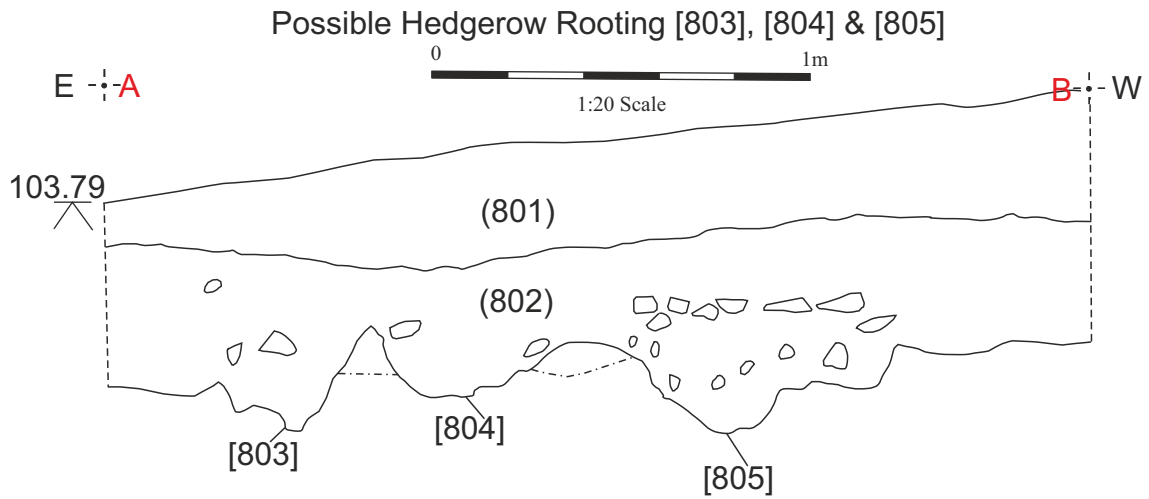 Possible Hedgerow Rooting [803], [804] & [805]
0 1m
1:20 Scale
E A
B W
103.79
(801)
(802)
[803]
[804]
[805]